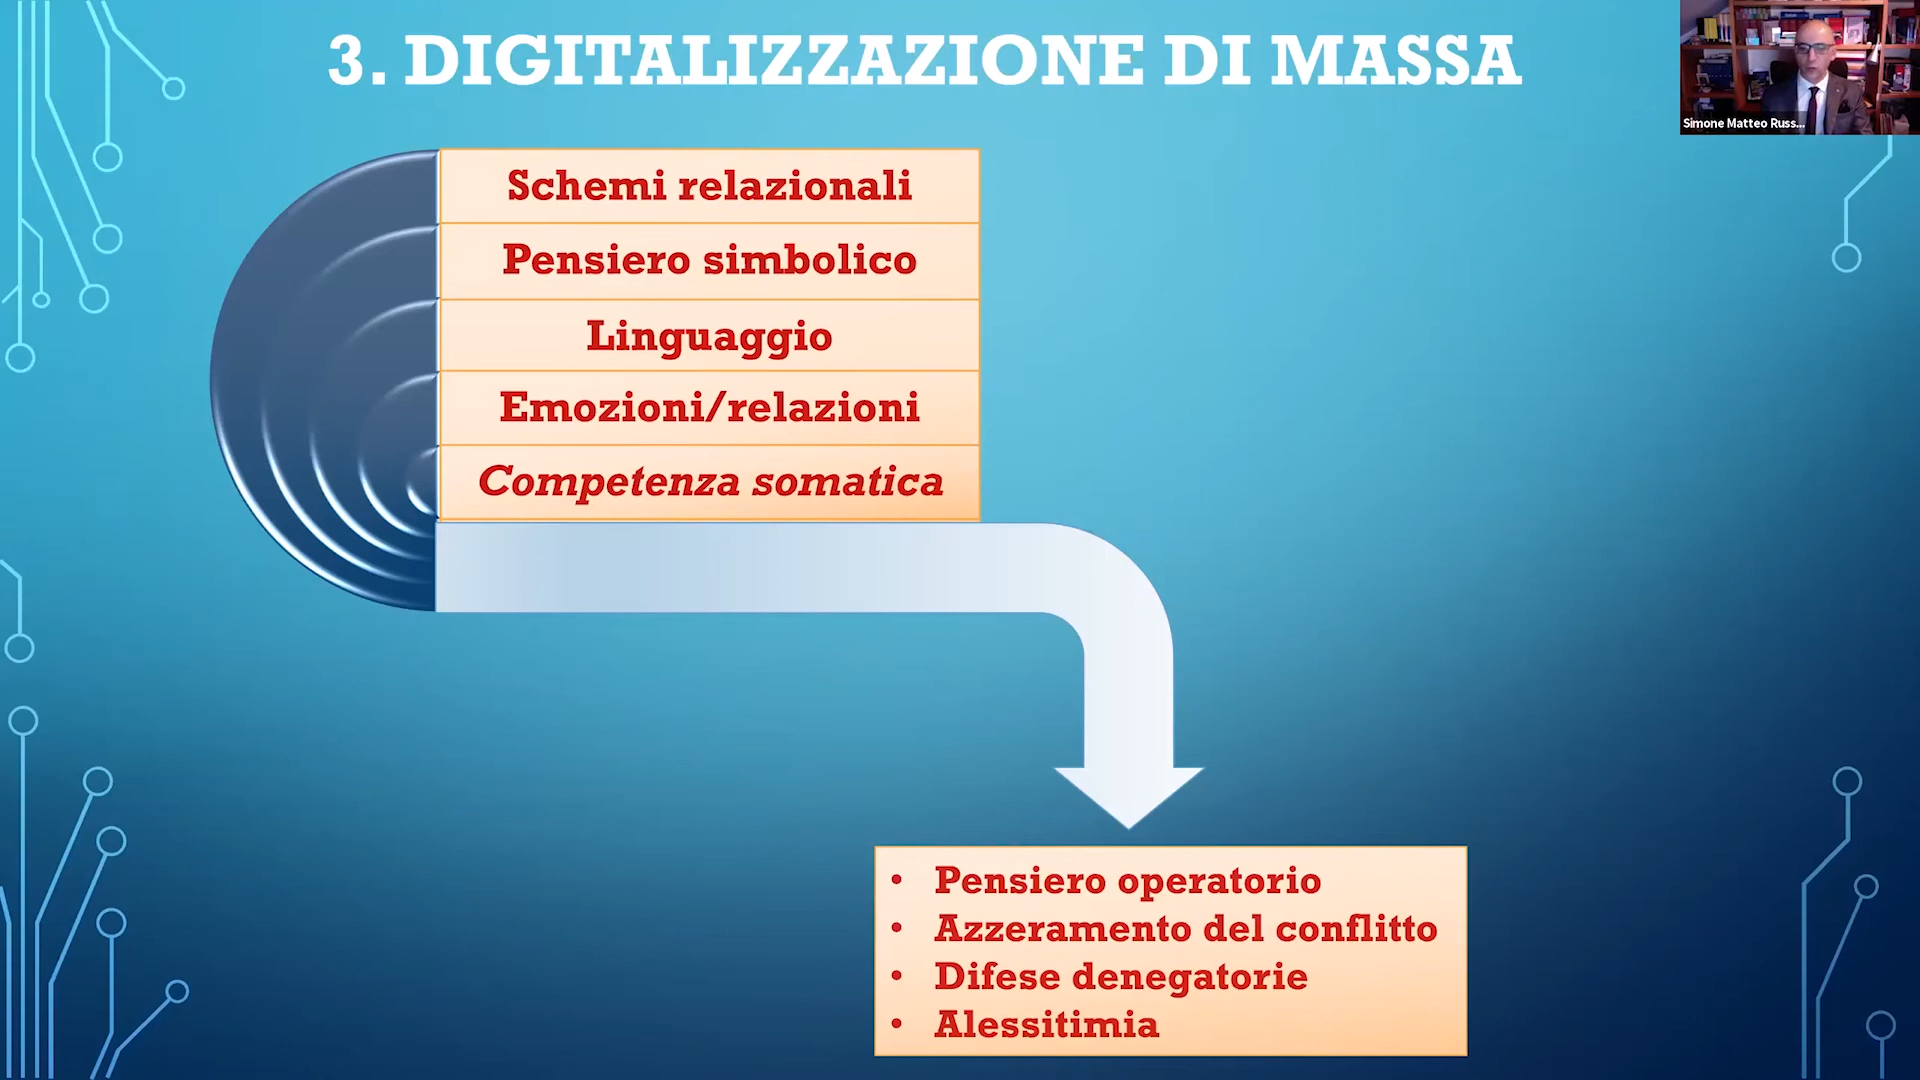 3. DIGITALIZZAZIONE DI MASSA
Simone Matteo Russ...
Schemi relazionali
Pensiero simbolico
Linguaggio
Emozioni/relazioni
Competenza somatica
• Pensiero operatorio
• Azzeramento del conflitto
• Difese denegatorie
• Alessitimia